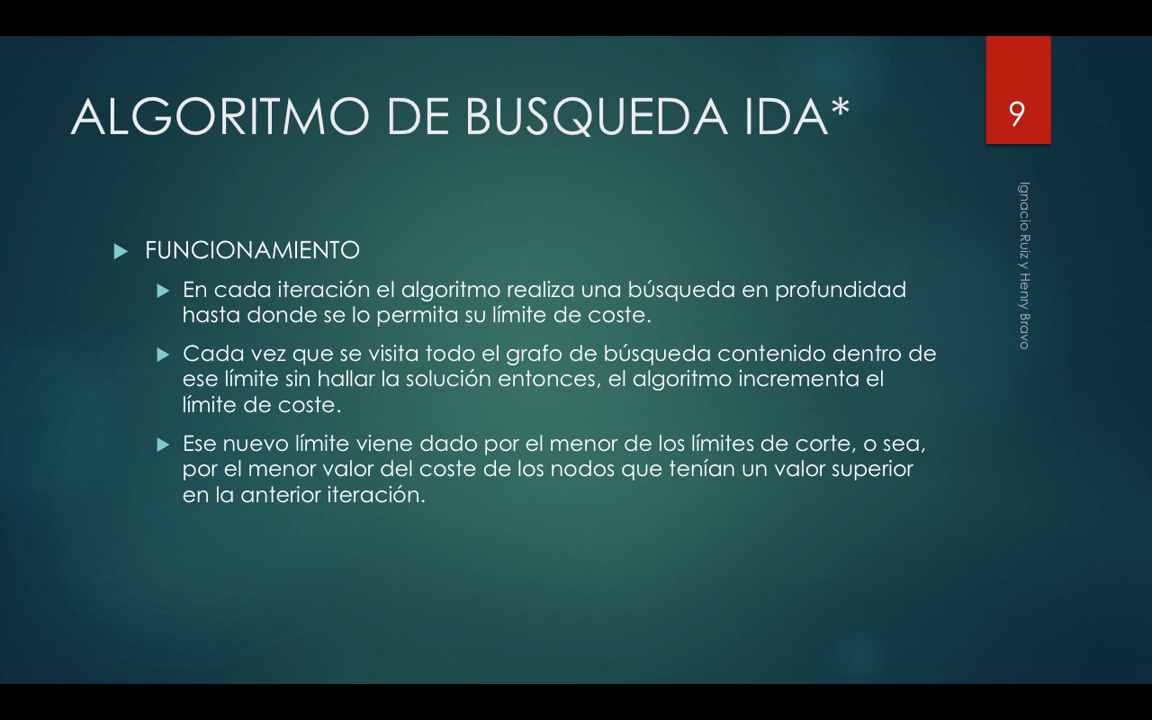 ALGORITMO DE BUSQUEDA IDA*
9
Ignacio Ruiz y Henry Bravo
FUNCIONAMIENTO
En cada iteración el algoritmo realiza una búsqueda en profundidad
hasta donde se lo permita su límite de coste.
Cada vez que se visita todo el grafo de búsqueda contenido dentro de
ese límite sin hallar la solución entonces, el algoritmo incrementa el
límite de coste.
Ese nuevo límite viene dado por el menor de los límites de corte, o sea,
por el menor valor del coste de los nodos que tenían un valor superior
en la anterior iteración.